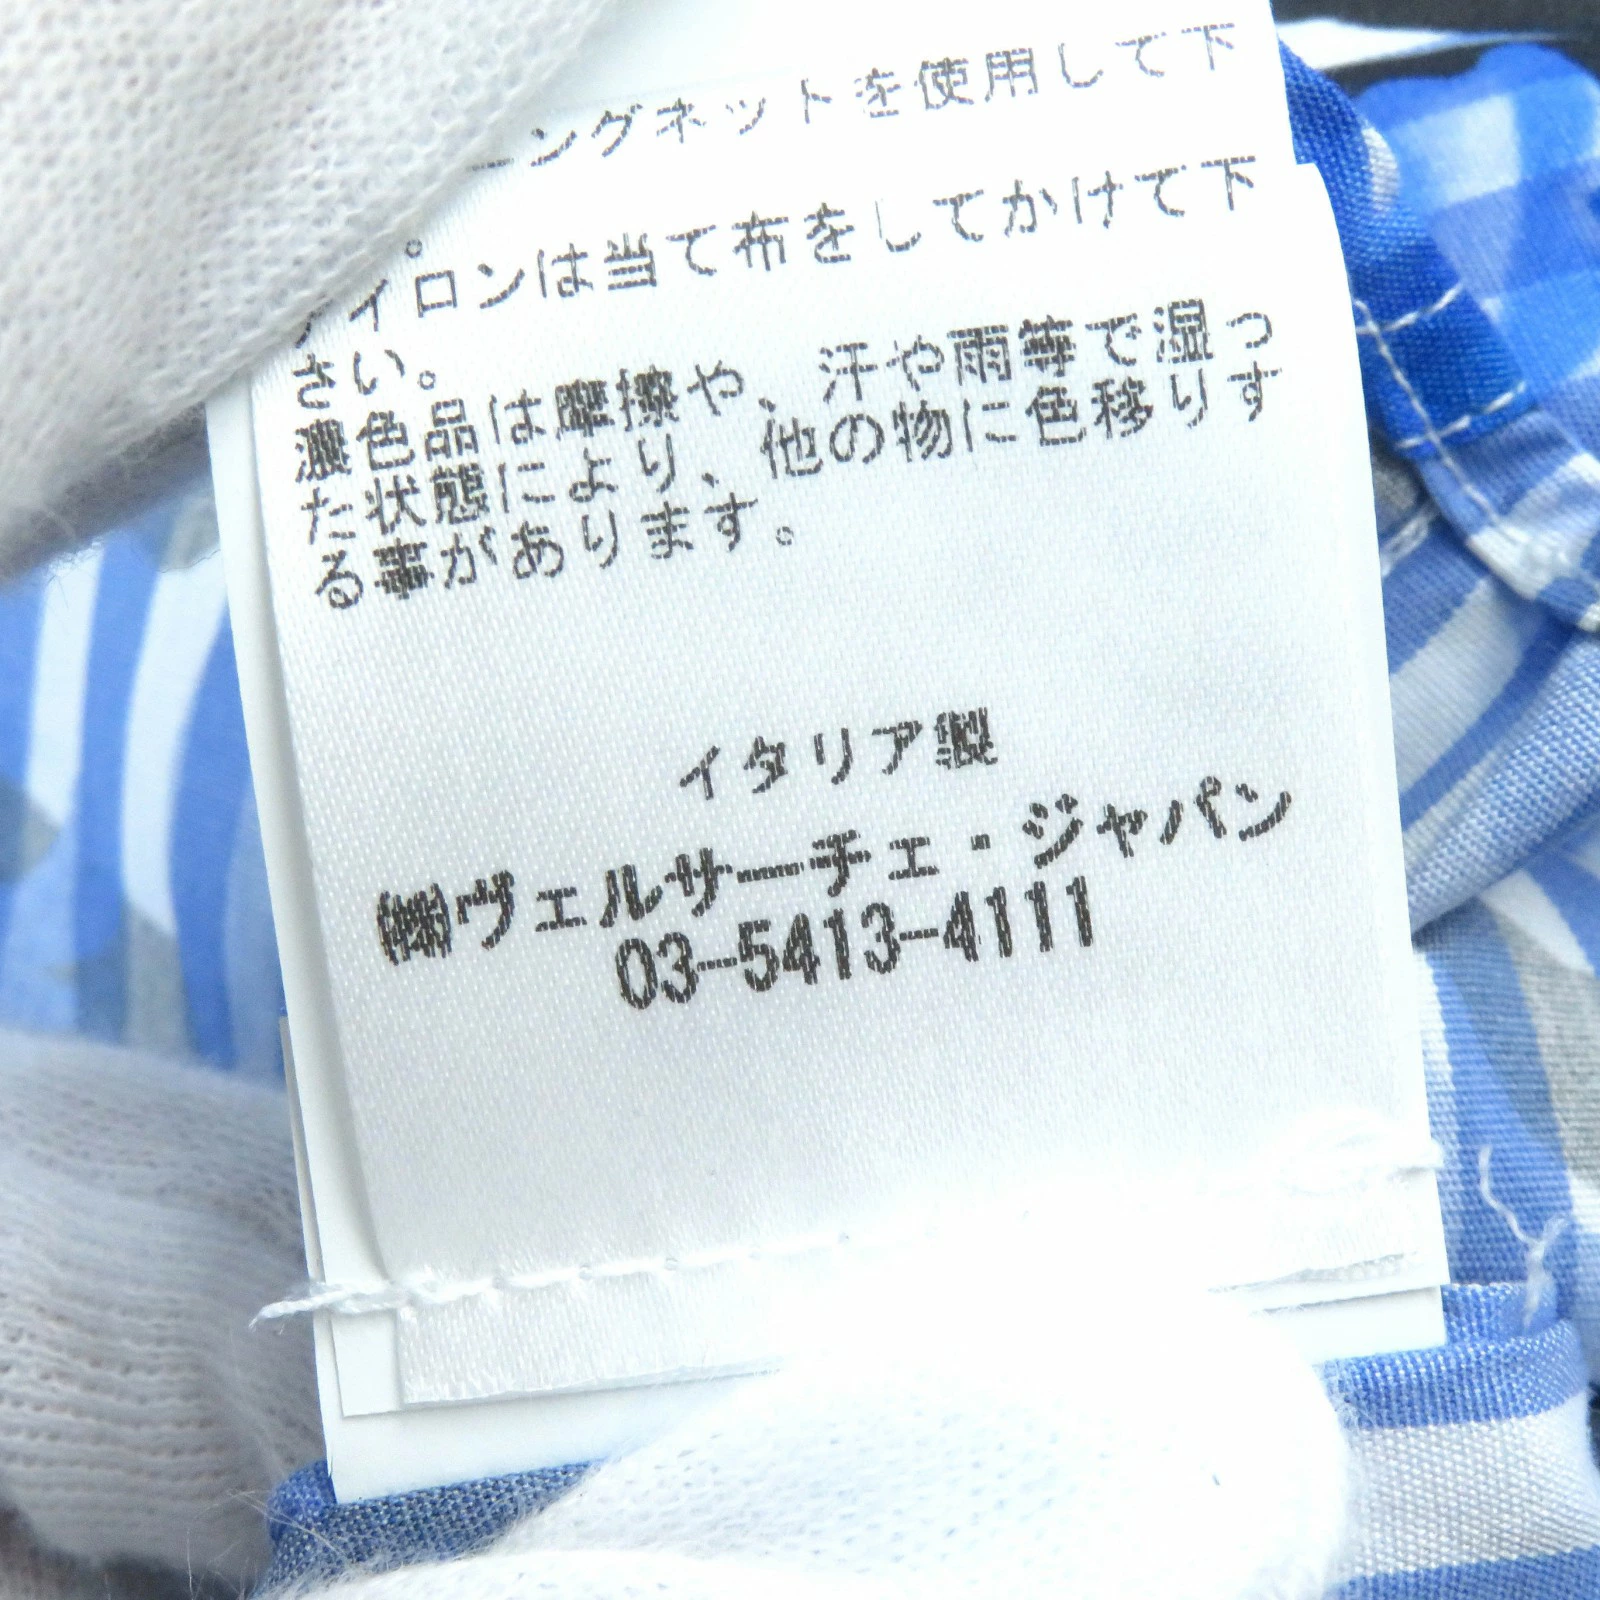 ングネットを使用して下
。
イロンは当て布をしてかけて下
さい。
濃色品は摩擦や、汗や雨等で湿っ
た状態により、他の物に色移りす
る事があります。
イタリア製
㈱ヴェルサーチェ・ジャパン
03-5413-4111